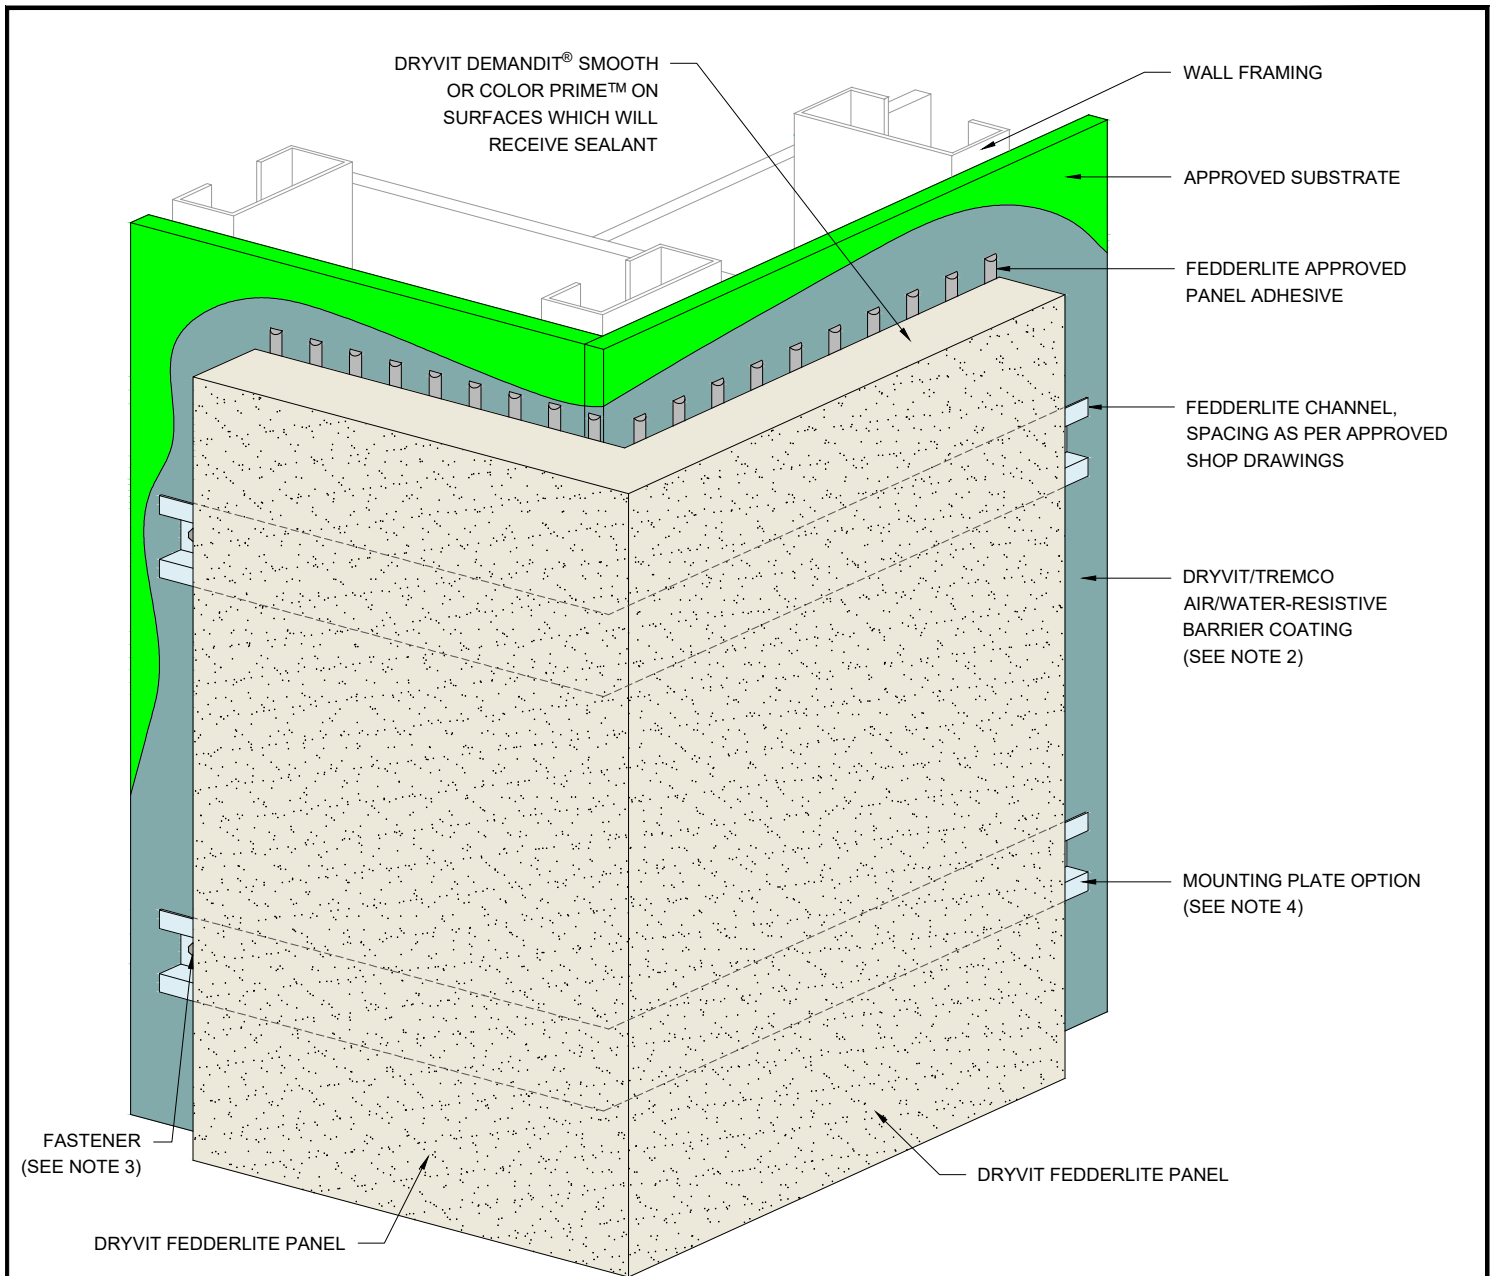 DRYVIT DEMANDIT® SMOOTH
OR COLOR PRIME™ ON
SURFACES WHICH WILL
RECEIVE SEALANT
WALL FRAMING
APPROVED SUBSTRATE
FEDDERLITE APPROVED
PANEL ADHESIVE
FEDDERLITE CHANNEL,
SPACING AS PER APPROVED
SHOP DRAWINGS
DRYVIT/TREMCO
AIR/WATER-RESISTIVE
BARRIER COATING
(SEE NOTE 2)
MOUNTING PLATE OPTION
(SEE NOTE 4)
FASTENER
(SEE NOTE 3)
DRYVIT FEDDERLITE PANEL
DRYVIT FEDDERLITE PANEL